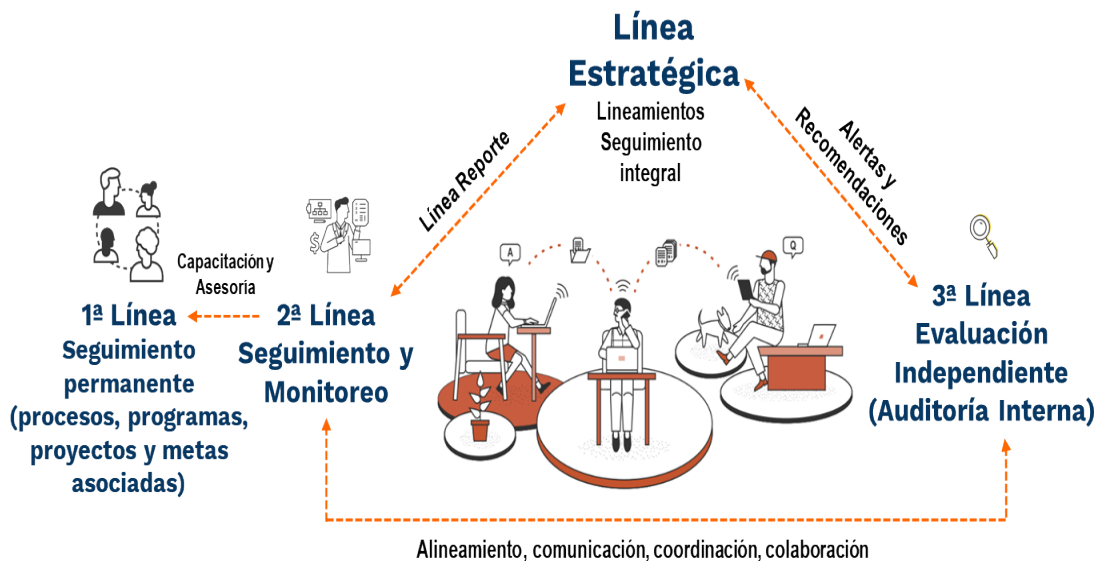 Línea
Estratégica
Lineamientos
Seguimiento
integral
Línea Reporte
Alertas y
Recomendaciones
Capacitación y
Asesoría
1ª Línea
Seguimiento
permanente
(procesos, programas,
proyectos y metas
asociadas)
2ª Línea
Seguimiento y
Monitoreo
A
Q
3ª Línea
Evaluación
Independiente
(Auditoría Interna)
Alineamiento, comunicación, coordinación, colaboración